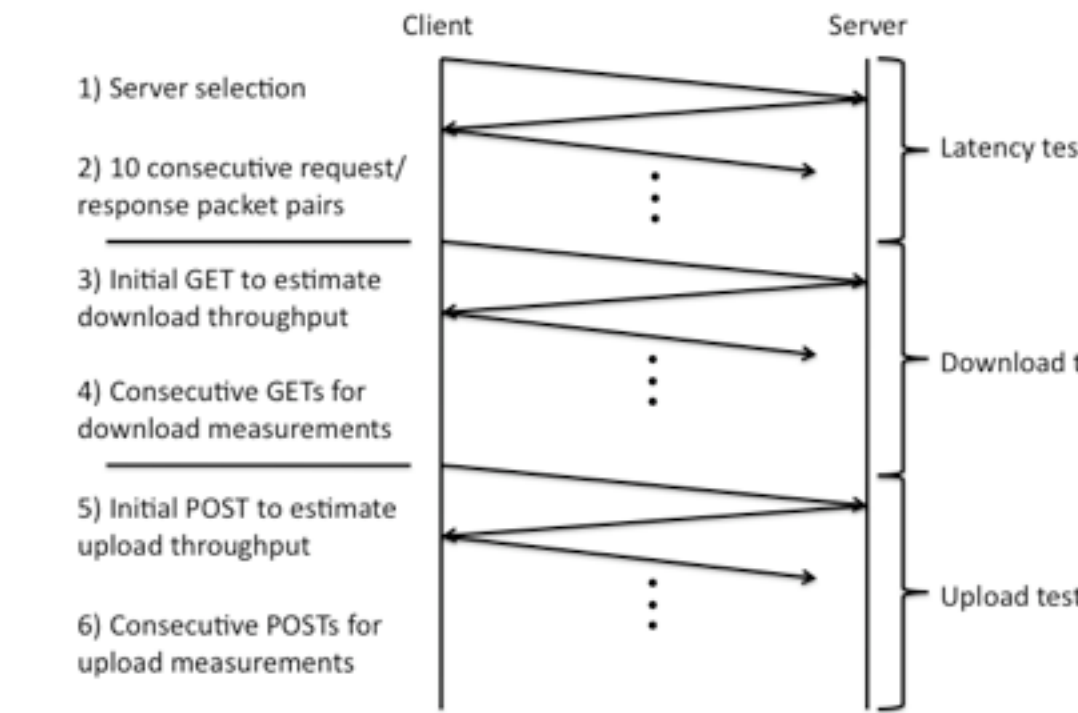 Client
Server
1) Server selection
2) 10 consecutive request/
response packet pairs
Latency tes
3) Initial GET to estimate
download throughput
Download t
4) Consecutive GETs for
download measurements
5) Initial POST to estimate
upload throughput
Upload test
6) Consecutive POSTs for
upload measurements